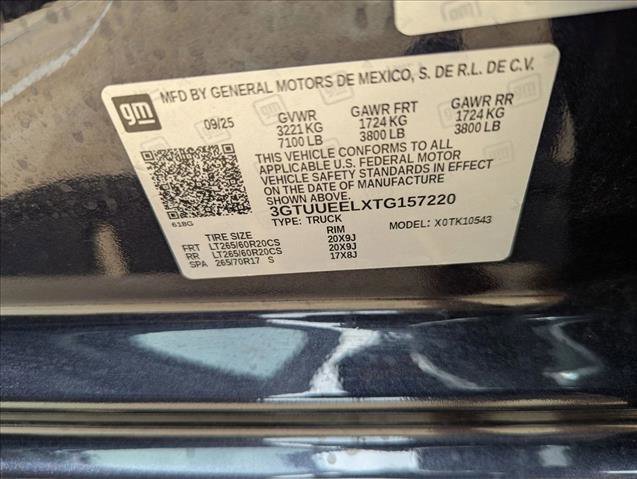 MFD BY GENERAL MOTORS DE MEXICO, S. DE R.L. DE C.V.
gm
09/25 GVWR GAWR FRT GAWR RR
3221 KG 1724 KG 1724 KG
7100 LB 3800 LB 3800 LB
THIS VEHICLE CONFORMS TO ALL
APPLICABLE U.S. FEDERAL MOTOR
VEHICLE SAFETY STANDARDS IN EFFECT
ON THE DATE OF MANUFACTURE
SHOWN ABOVE.
3GTUUEELXTG157220
618G TYPE: TRUCK MODEL: X0TK10543
TIRE SIZE RIM
FRT LT265/60R20CS 20X9J
RR LT265/60R20CS 20X9J
SPA 265/70R17 S 17X8J